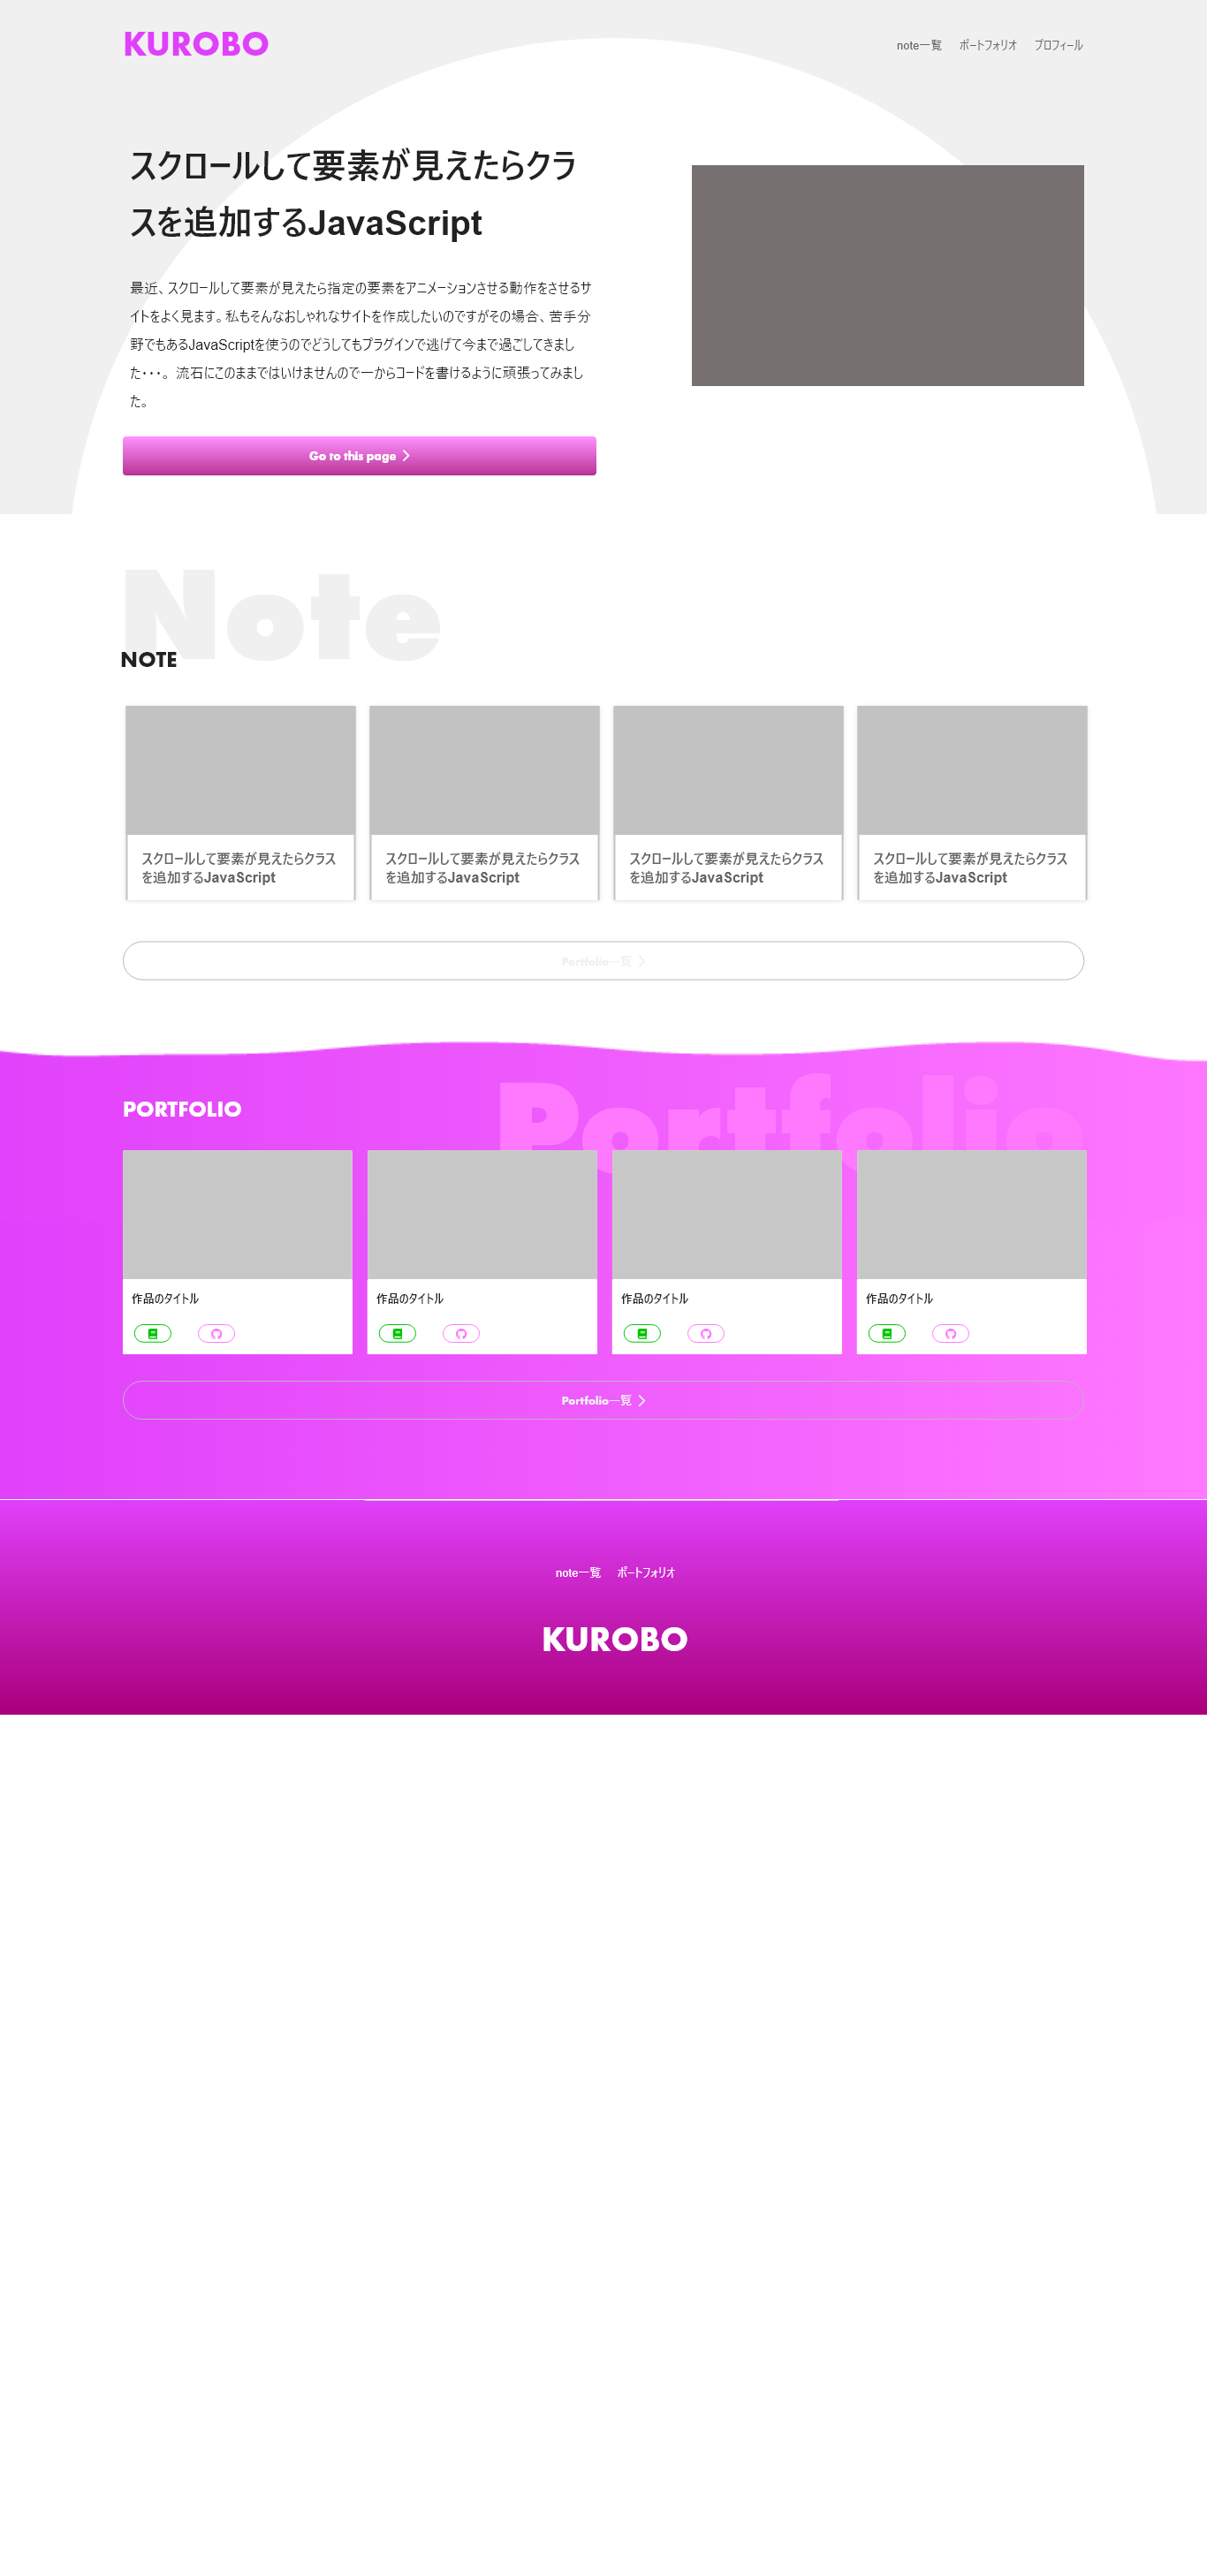 KUROBO
note一覧 ポートフォリオ プロフィール
スクロールして要素が見えたらクラ
スを追加するJavaScript
最近、スクロールして要素が見えたら指定の要素をアニメーションさせる動作をさせるサ
イトをよく見ます。私もそんなおしゃれなサイトを作成したいのですがその場合、苦手分
野でもあるJavaScriptを使うのでどうしてもプラグインで逃げて今まで過ごしてきまし
た・・・。 流石にこのままではいけませんので一からコードを書けるように頑張ってみまし
た。
Go to this page
Note
NOTE
スクロールして要素が見えたらクラス
を追加するJavaScript
スクロールして要素が見えたらクラス
を追加するJavaScript
スクロールして要素が見えたらクラス
を追加するJavaScript
スクロールして要素が見えたらクラス
を追加するJavaScript
Portfolio一覧
Portfolio
PORTFOLIO
作品のタイトル
作品のタイトル
作品のタイトル
作品のタイトル
Portfolio一覧
note一覧 ポートフォリオ
KUROBO